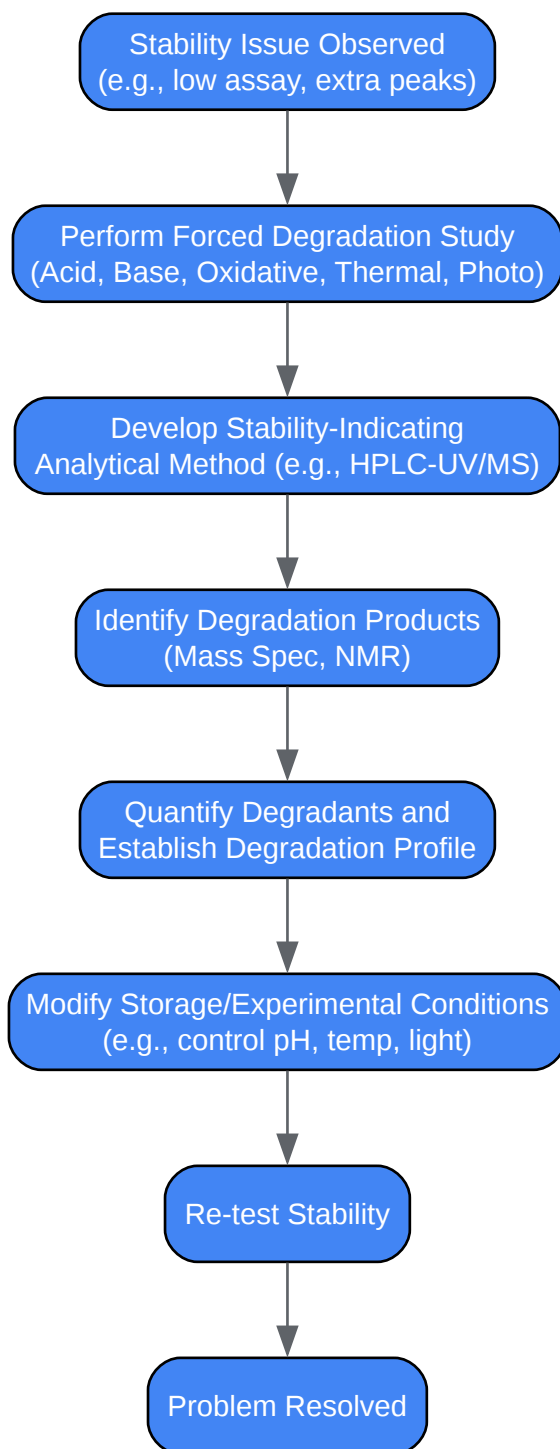 Stability Issue Observed
(e.g., low assay, extra peaks)
Perform Forced Degradation Study
(Acid, Base, Oxidative, Thermal, Photo)
Develop Stability-Indicating
Analytical Method (e.g., HPLC-UV/MS)
Identify Degradation Products
(Mass Spec, NMR)
Quantify Degradants and
Establish Degradation Profile
Modify Storage/Experimental Conditions
(e.g., control pH, temp, light)
Re-test Stability
Problem Resolved